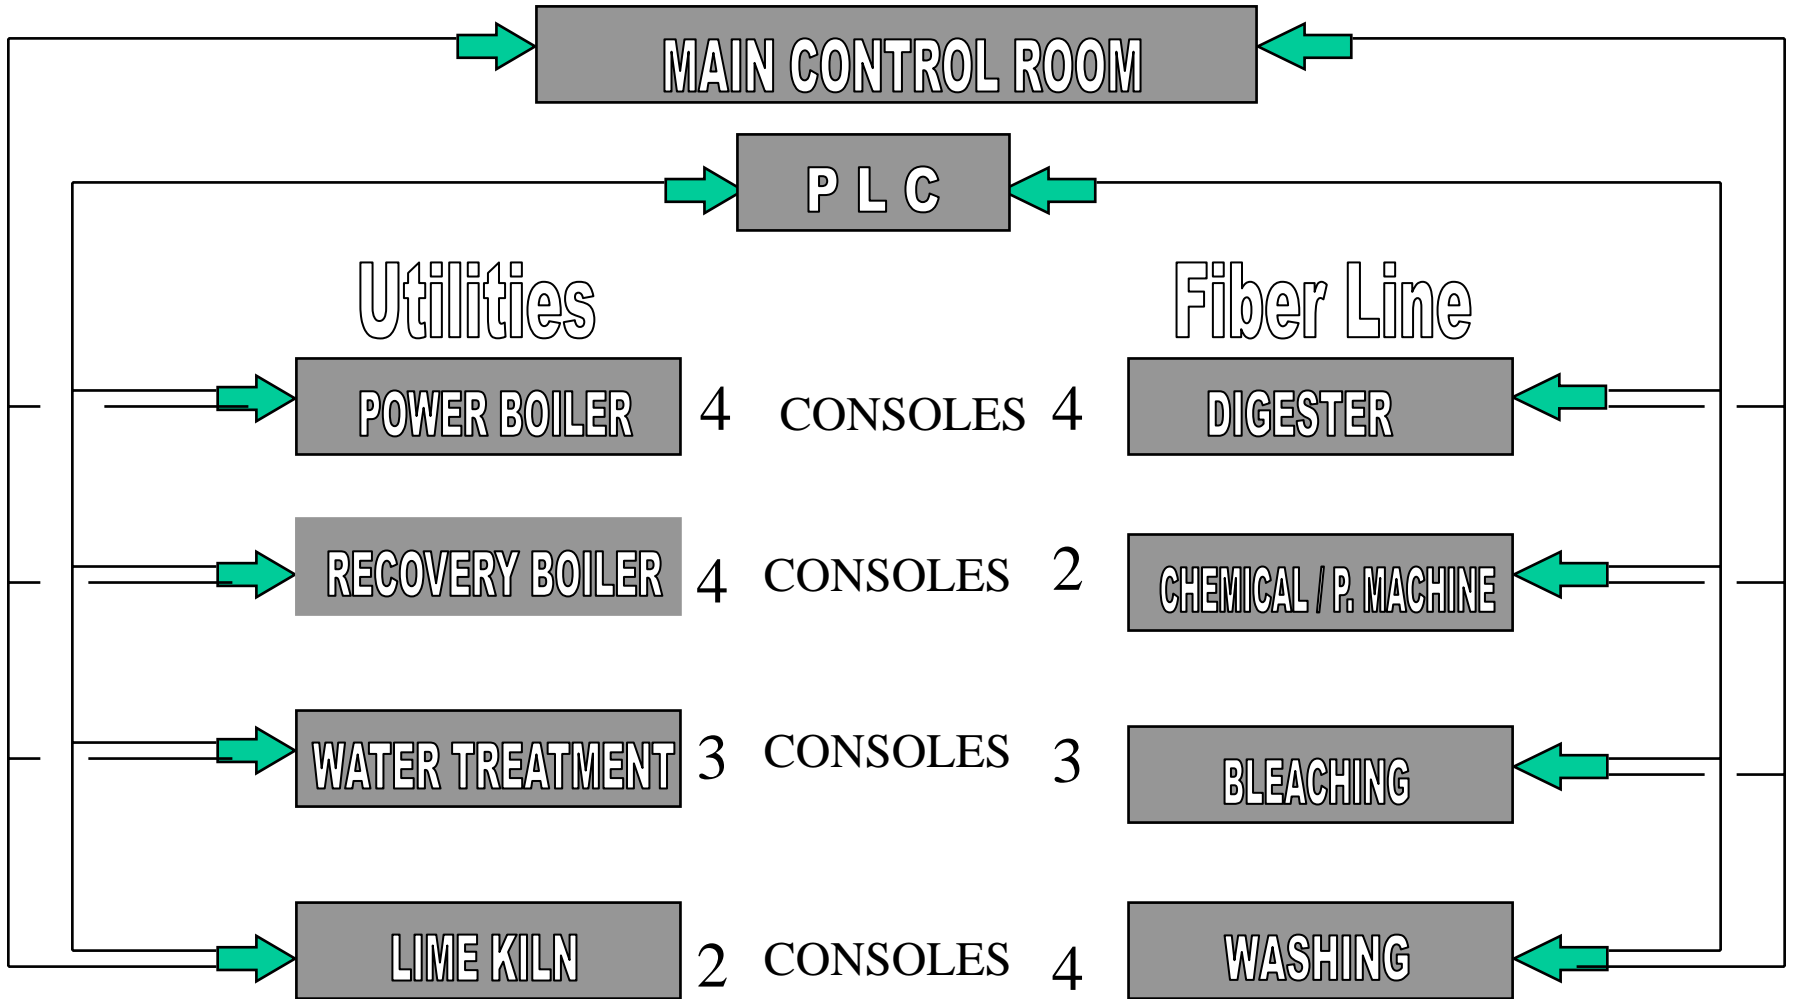 MAIN CONTROL ROOM
P L C
Utilities
Fiber Line
POWER BOILER 4 CONSOLES 4 DIGESTER
RECOVERY BOILER 4 CONSOLES 2 CHEMICAL / P. MACHINE
WATER TREATMENT 3 CONSOLES 3 BLEACHING
LIME KILN 2 CONSOLES 4 WASHING